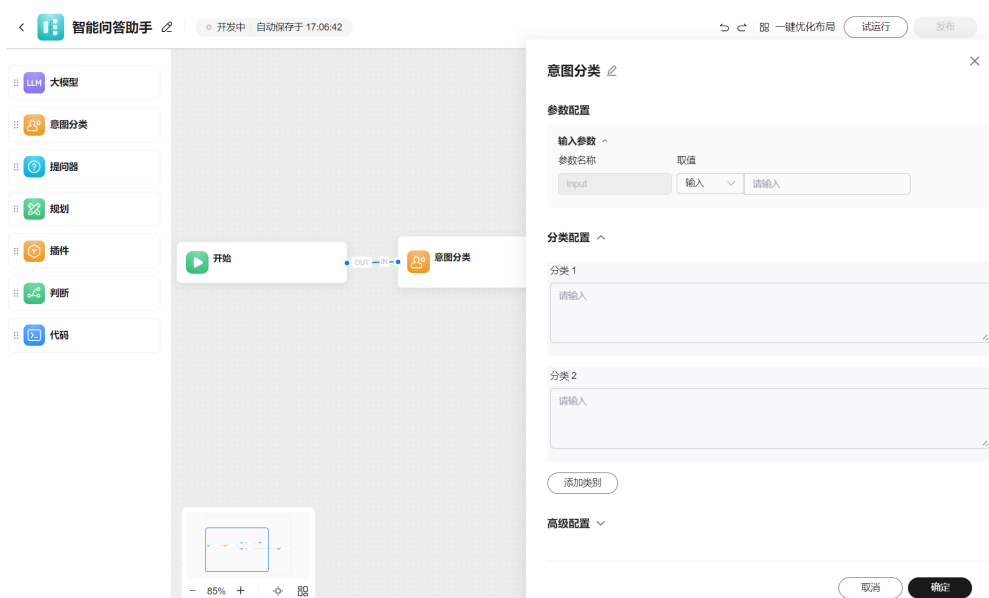 智能问答助手
开发中 自动保存于 17:06:42
一键优化布局
试运行
发布
LLM 大模型
意图分类
提问器
规划
插件
判断
代码
开始
OUT
IN
意图分类
85%
意图分类
参数配置
输入参数
参数名称 取值
input 输入 请输入
分类配置
分类 1
请输入
分类 2
请输入
添加类别
高级配置
取消 确定